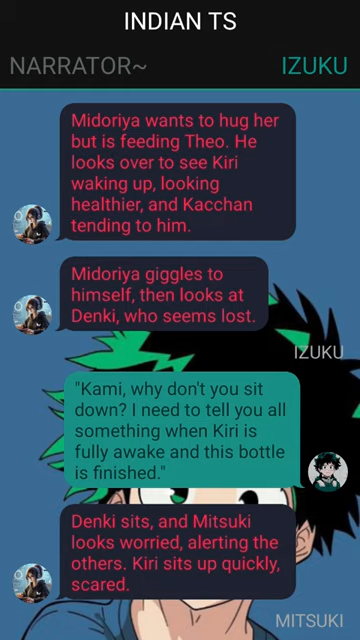 INDIAN TS
NARRATOR~ IZUKU
Midoriya wants to hug her
but is feeding Theo. He
looks over to see Kiri
waking up, looking
healthier, and Kacchan
tending to him.
Midoriya giggles to
himself, then looks at
Denki, who seems lost.
IZUKU
"Kami, why don't you sit
down? I need to tell you all
something when Kiri is
fully awake and this bottle
is finished."
Denki sits, and Mitsuki
looks worried, alerting the
others. Kiri sits up quickly,
scared.
MITSUKI